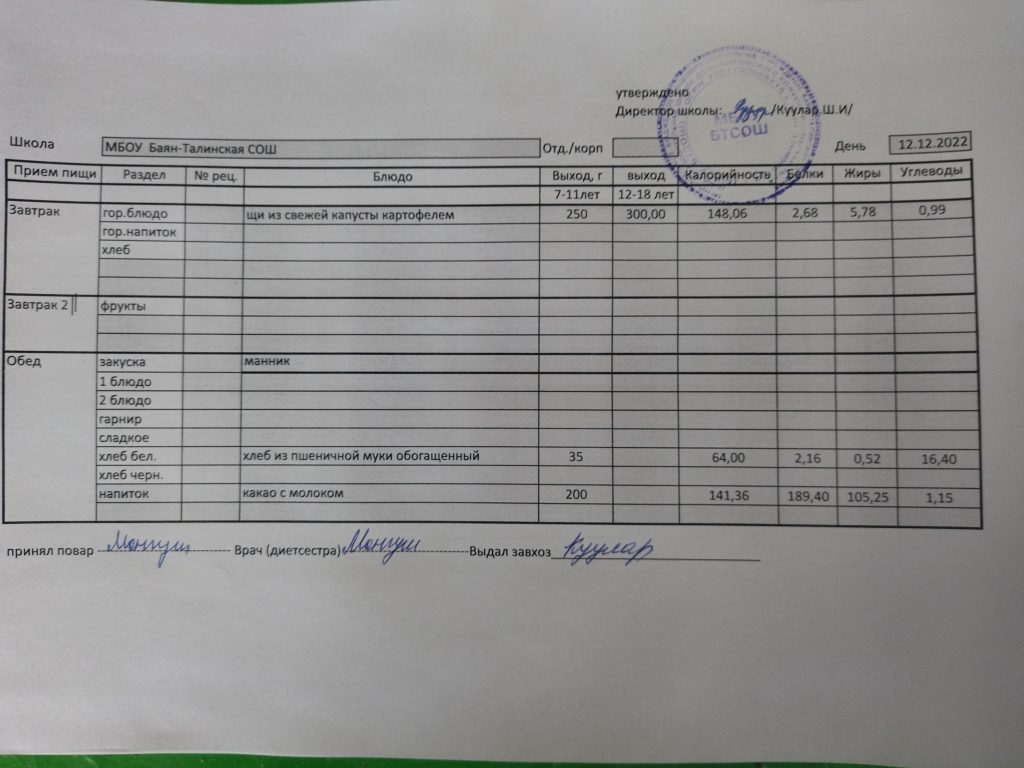 утверждено
Директор школы: /Куулар Ш.И/
МБОУ
БТСОШ
Школа МБОУ Баян-Талинская СОШ Отд./корп День 12.12.2022
Прием пищи Раздел № рец. Блюдо Выход, г выход Калорийность Белки Жиры Углеводы
7-11лет 12-18 лет
Завтрак гор.блюдо щи из свежей капусты картофелем 250 300,00 148,06 2,68 5,78 0,99
гор.напиток
хлеб
Завтрак 2 фрукты
Обед закуска манник
1 блюдо
2 блюдо
гарнир
сладкое
хлеб бел. хлеб из пшеничной муки обогащенный 35 64,00 2,16 0,52 16,40
хлеб черн.
напиток какао с молоком 200 141,36 189,40 105,25 1,15
принял повар Монгуш Врач (диетсестра) Монгуш Выдал завхоз Куулар